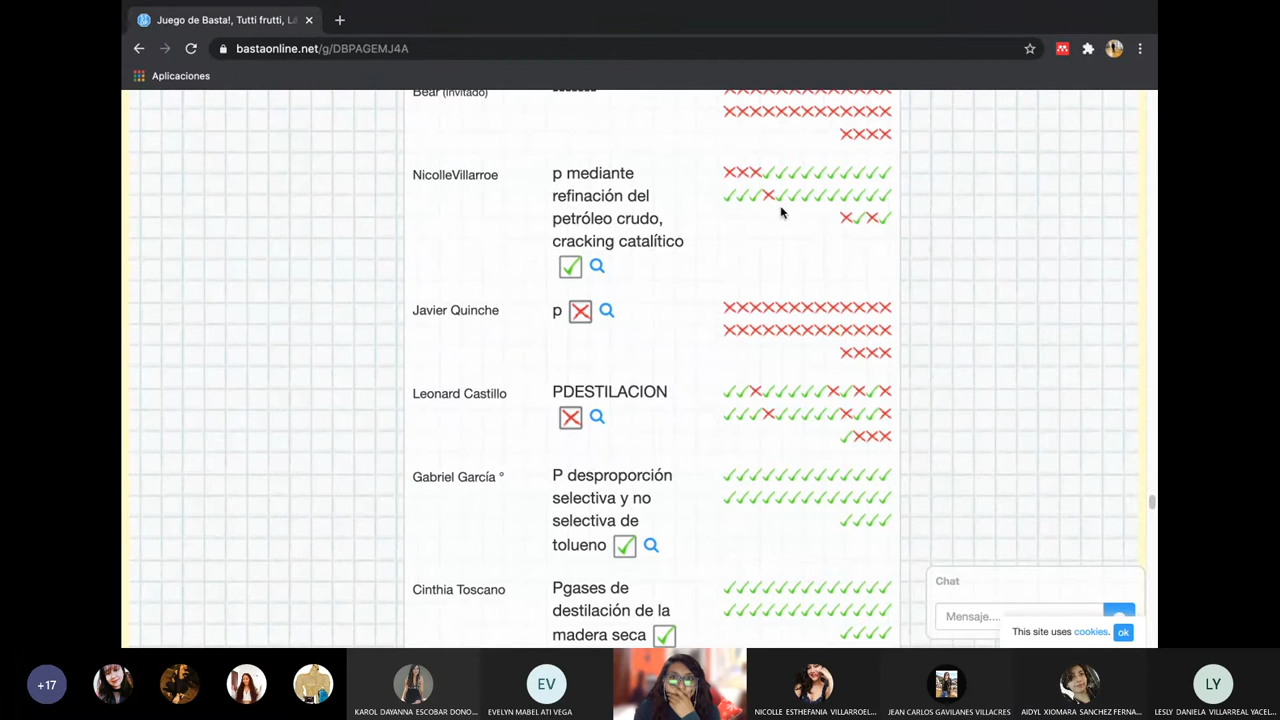 Juego de Basta!, Tutti frutti, Lá
bastaonline.net/g/DBPAGEMJ4A
Aplicaciones
Bear (invitado)
NicolleVillarroe
p mediante
refinación del
petróleo crudo,
cracking catalítico
Javier Quinche
p
Leonard Castillo
PDESTILACION
Gabriel García °
P desproporción
selectiva y no
selectiva de
tolueno
Cinthia Toscano
Pgases de
destilación de la
madera seca
Chat
Mensaje....
This site uses cookies.
ok
+17
EV
LY
KAROL DAYANNA ESCOBAR DONO...
EVELYN MABEL ATI VEGA
NICOLLE ESTHEFANIA VILLARROEL...
JEAN CARLOS GAVILANES VILLACRES
AIDYL XIOMARA SANCHEZ FERNA...
LESLY DANIELA VILLARREAL YACEL...